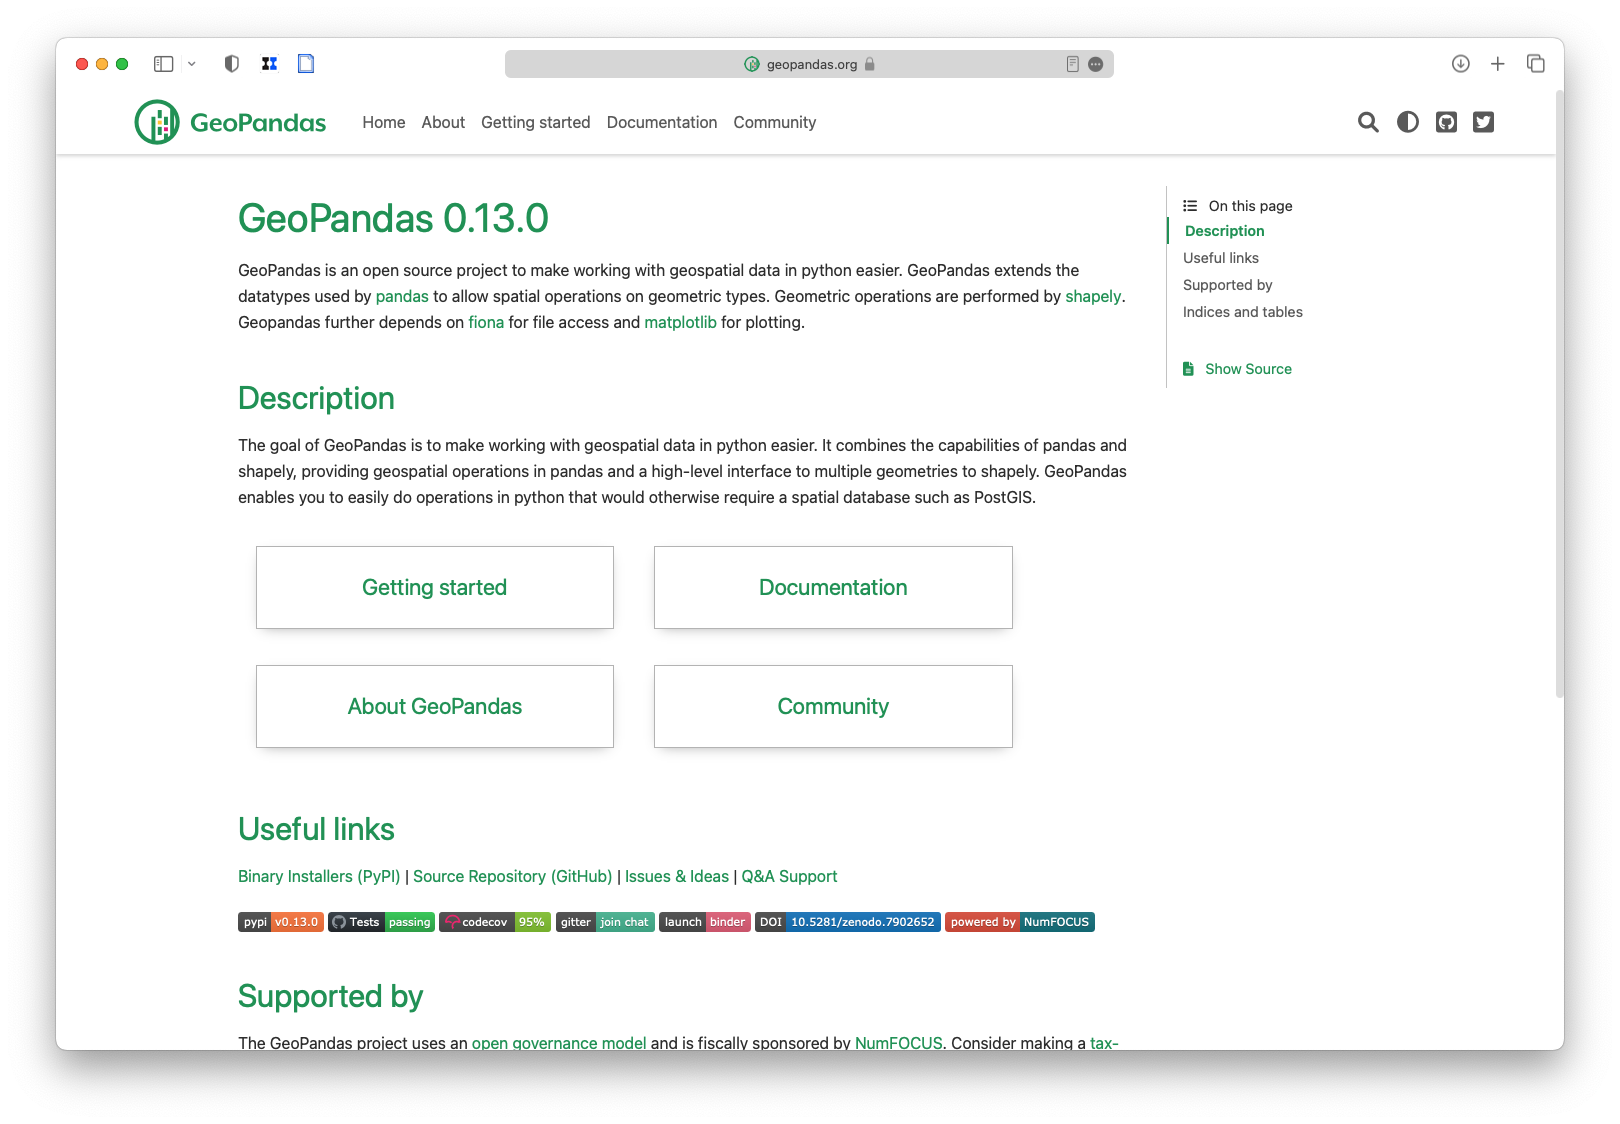 geopandas.org
GeoPandas Home About Getting started Documentation Community
GeoPandas 0.13.0
GeoPandas is an open source project to make working with geospatial data in python easier. GeoPandas extends the
datatypes used by pandas to allow spatial operations on geometric types. Geometric operations are performed by shapely.
Geopandas further depends on fiona for file access and matplotlib for plotting.
Description
The goal of GeoPandas is to make working with geospatial data in python easier. It combines the capabilities of pandas and
shapely, providing geospatial operations in pandas and a high-level interface to multiple geometries to shapely. GeoPandas
enables you to easily do operations in python that would otherwise require a spatial database such as PostGIS.
Getting started
Documentation
About GeoPandas
Community
Useful links
Binary Installers (PyPI) | Source Repository (GitHub) | Issues & Ideas | Q&A Support
pypi v0.13.0 Tests passing codecov 95% gitter join chat launch binder DOI 10.5281/zenodo.7902652 powered by NumFOCUS
Supported by
The GeoPandas project uses an open governance model and is fiscally sponsored by NumFOCUS. Consider making a tax-
On this page
Description
Useful links
Supported by
Indices and tables
Show Source